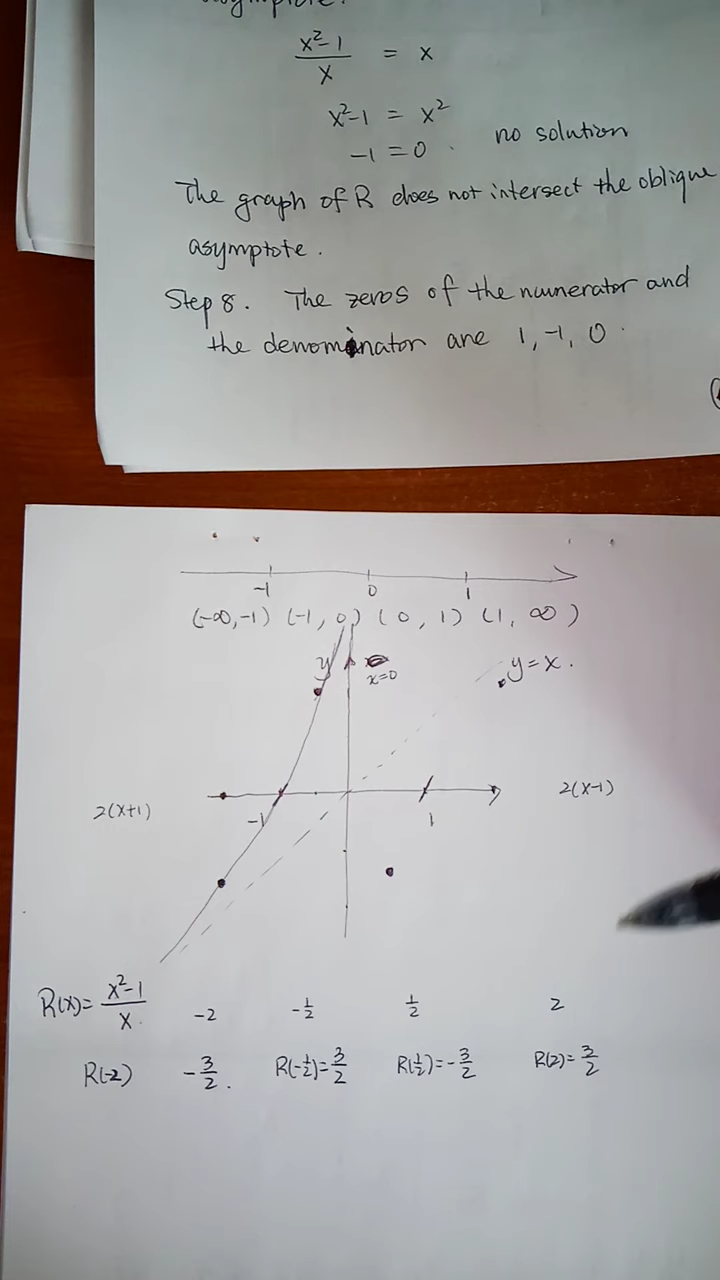 x²-1/x = x
x²-1 = x²
-1 = 0. no solution
The graph of R does not intersect the oblique
asymptote.
Step 8. The zeros of the numerator and
the denominator are 1, -1, 0.
-1 0 1
(-∞, -1) (-1, 0) (0, 1) (1, ∞)
y x=0 y=x.
2(x+1) 2(x-1)
-1 1
R(x)= x²-1/x. -2 -1/2 1/2 2
R(-2) -3/2. R(-1/2)=3/2 R(1/2)=-3/2 R(2)=3/2